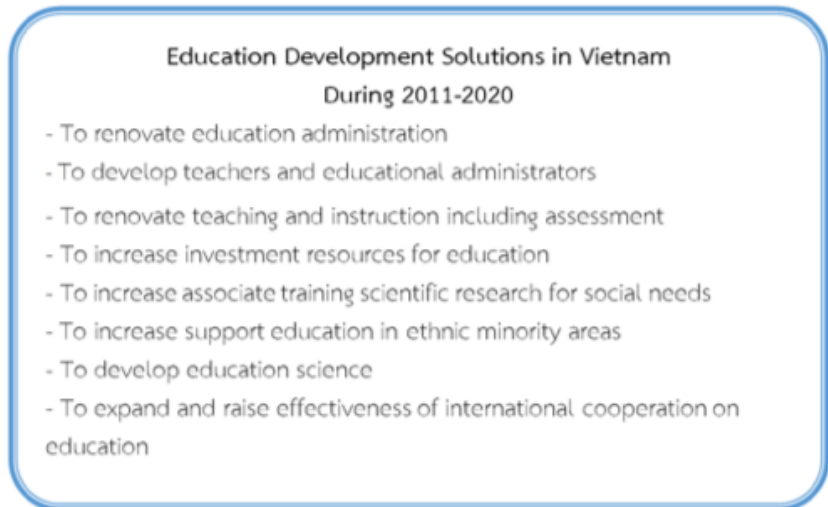 Education Development Solutions in Vietnam
During 2011-2020
- To renovate education administration
- To develop teachers and educational administrators
- To renovate teaching and instruction including assessment
- To increase investment resources for education
- To increase associate training scientific research for social needs
- To increase support education in ethnic minority areas
- To develop education science
- To expand and raise effectiveness of international cooperation on
education